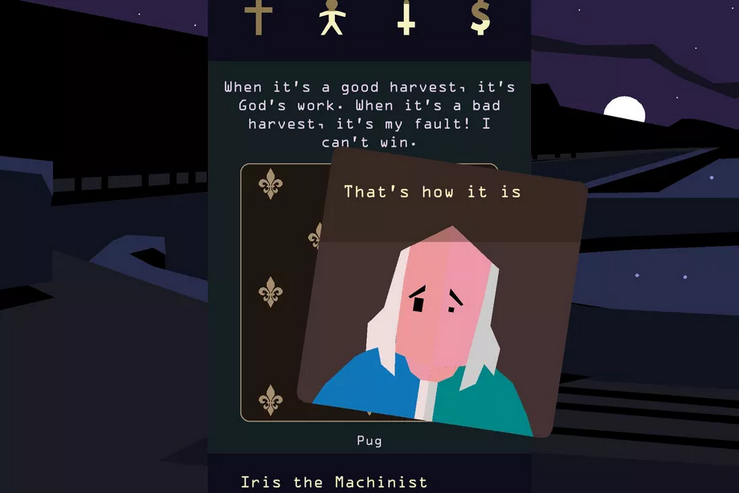 When it's a good harvest, it's
God's work. When it's a bad
harvest, it's my fault! I
can't win.
That's how it is
Pug
Iris the Machinist